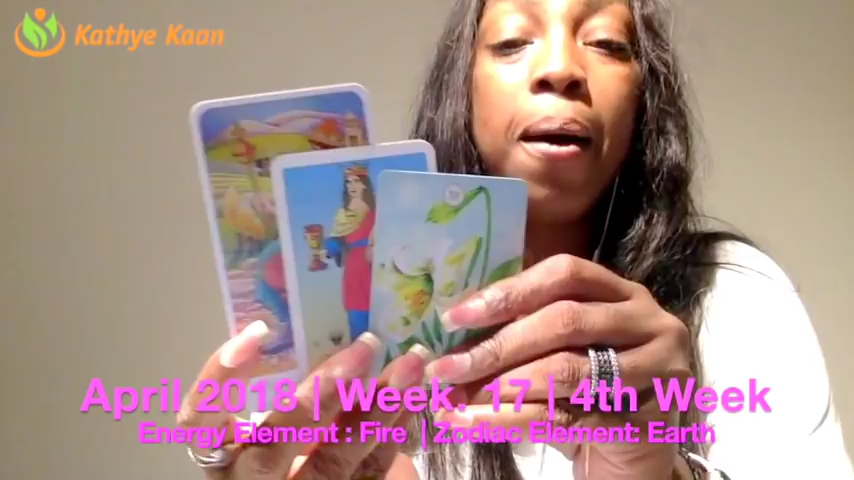 Kathye Kaan
April 2018 | Week. 17 | 4th Week
Energy Element : Fire | Zodiac Element: Earth